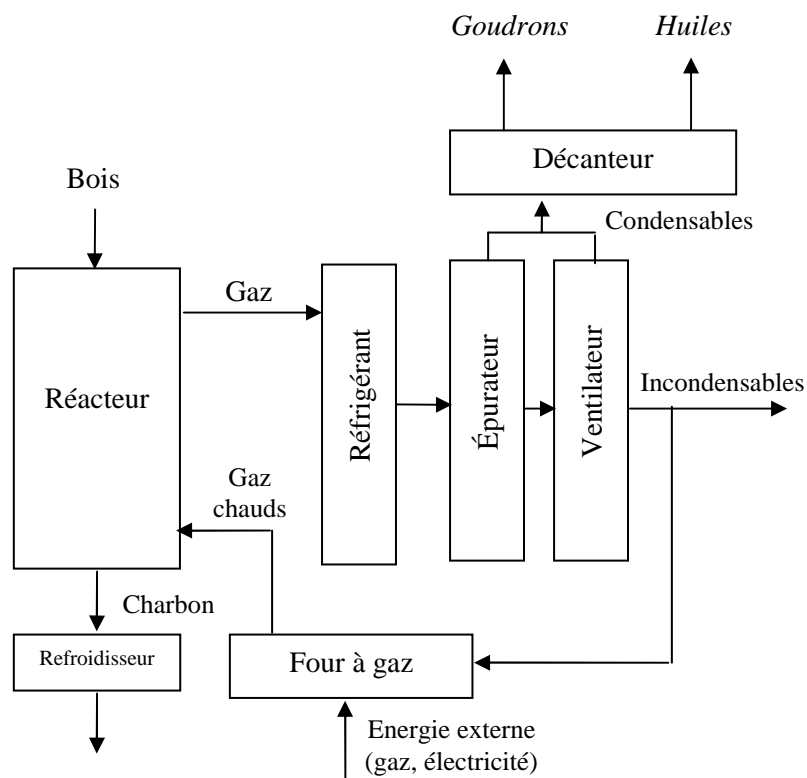 Goudrons
Huiles
Décanteur
Bois
Condensables
Gaz
Réacteur
Réfrigérant
Épurateur
Ventilateur
Incondensables
Gaz
chauds
Charbon
Refroidisseur
Four à gaz
Energie externe
(gaz, électricité)